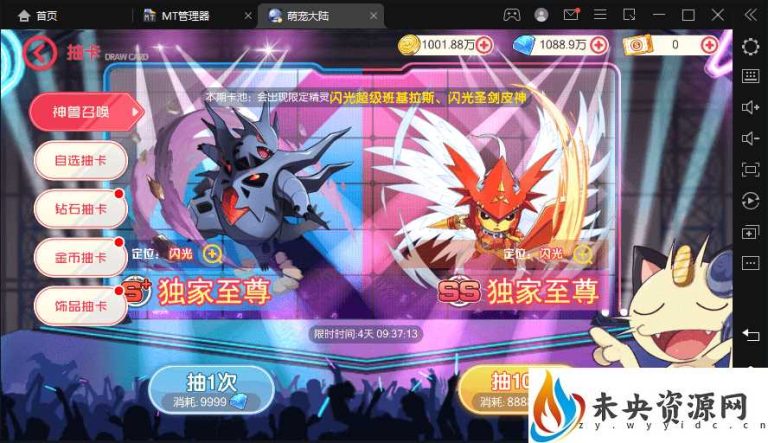 首页
MT管理器
萌宠大陆
抽卡
DRAW CARD
1001.88万
1088.9万
0
本期卡池：会出现限定精灵闪光超级班基拉斯、闪光圣剑皮神
神兽召唤
自选抽卡
钻石抽卡
金币抽卡
饰品抽卡
定位：闪光
定位：闪光
S+ 独家至尊
SS 独家至尊
限时时间:4天 09:37:13
抽1次
消耗: 9999
抽10
消耗: 8888
未央资源网
zy.wyyidc.cn